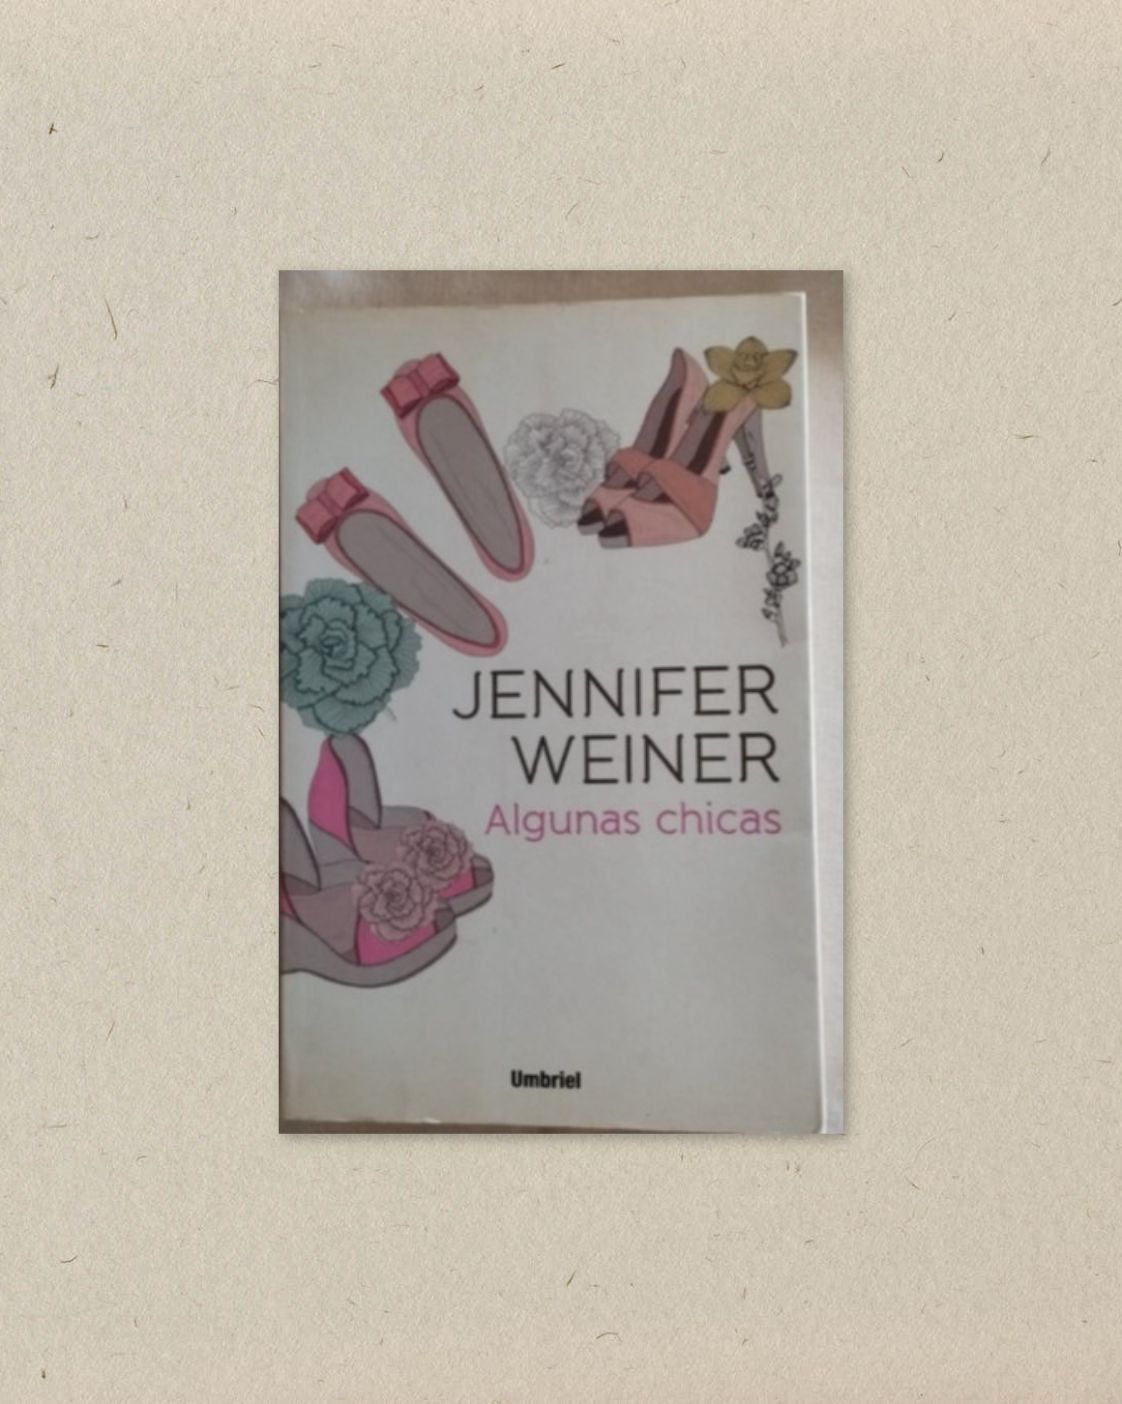 JENNIFER
WEINER
Algunas chicas
Umbriel